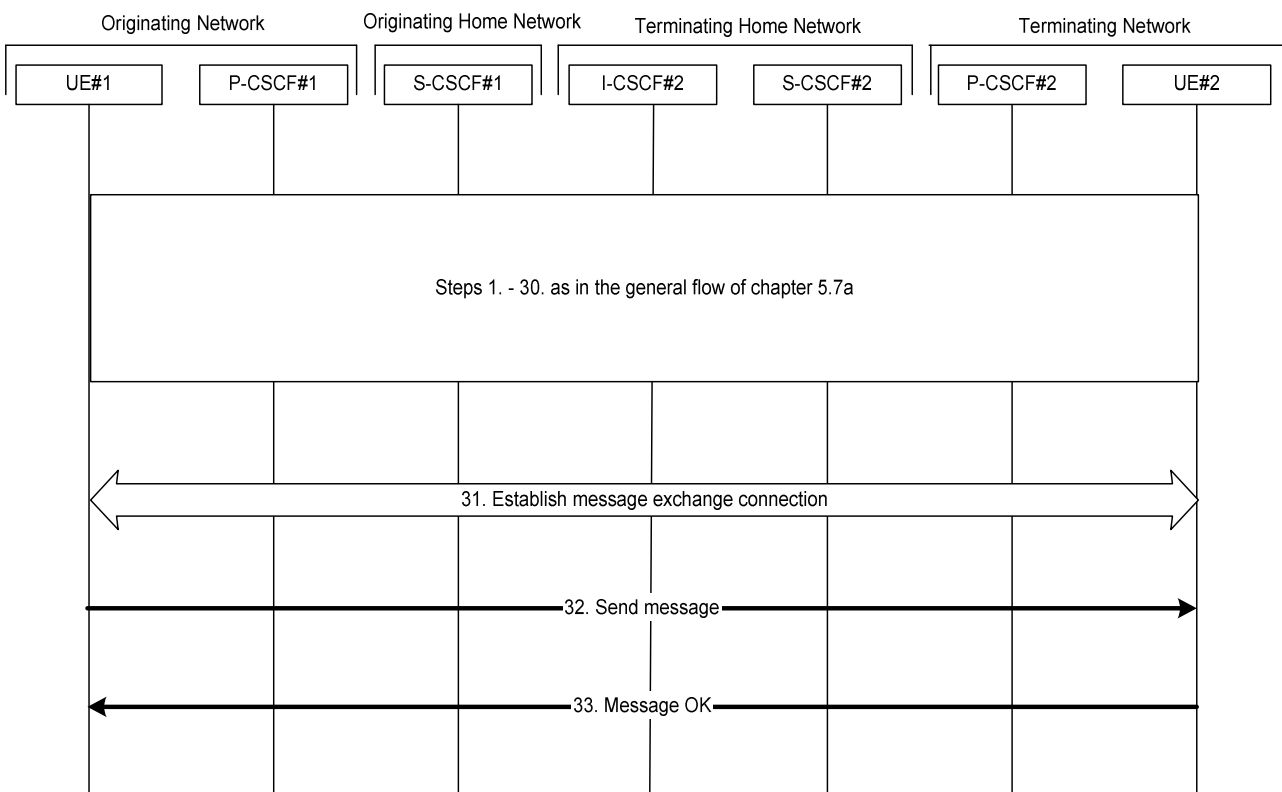 Originating Network
Originating Home Network
Terminating Home Network
Terminating Network
UE#1
P-CSCF#1
S-CSCF#1
I-CSCF#2
S-CSCF#2
P-CSCF#2
UE#2
Steps 1. - 30. as in the general flow of chapter 5.7a
31. Establish message exchange connection
32. Send message
33. Message OK